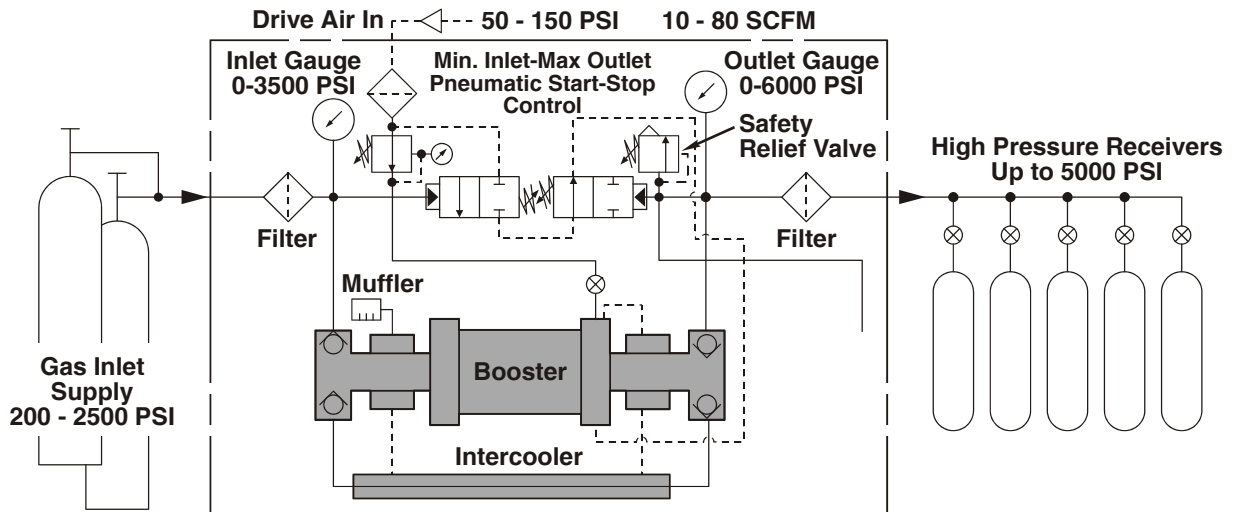 Drive Air In
50 - 150 PSI
10 - 80 SCFM
Inlet Gauge
0-3500 PSI
Min. Inlet-Max Outlet
Pneumatic Start-Stop
Control
Outlet Gauge
0-6000 PSI
Safety
Relief Valve
High Pressure Receivers
Up to 5000 PSI
Filter
Filter
Muffler
Gas Inlet
Supply
200 - 2500 PSI
Booster
Intercooler